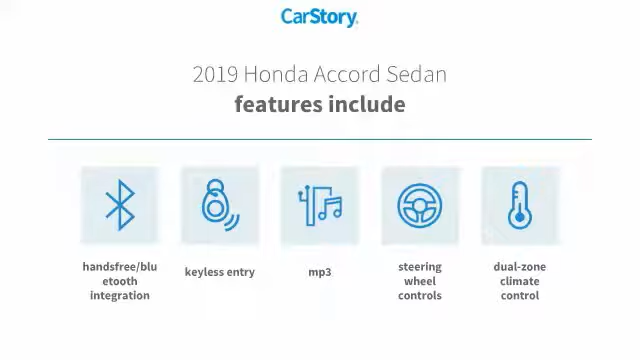 CarStory.
2019 Honda Accord Sedan
features include
handsfree/blu
etooth
integration
keyless entry
mp3
steering
wheel
controls
dual-zone
climate
control